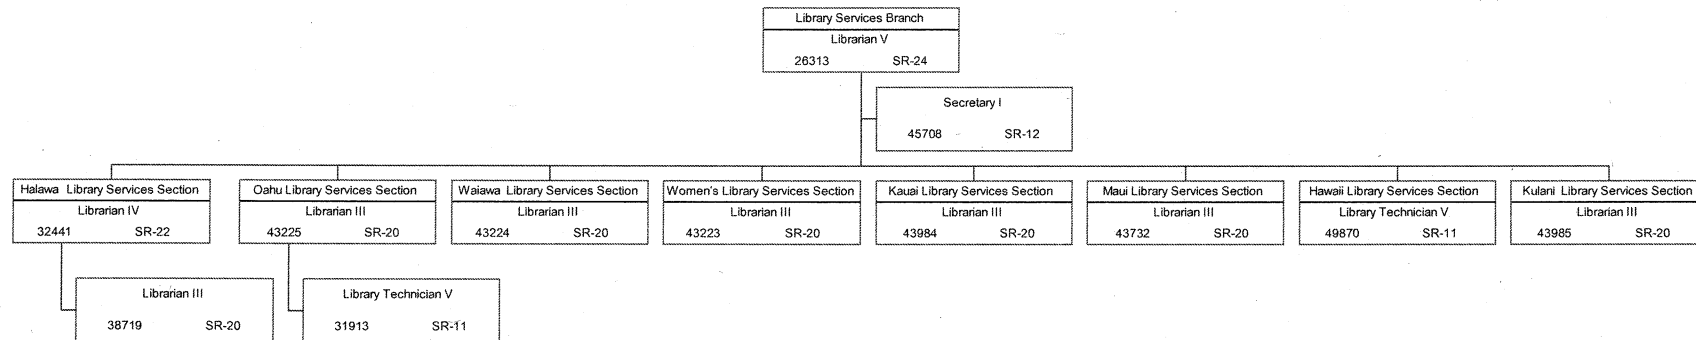 Library Services Branch
Librarian V
26313 SR-24
Secretary I
45708 SR-12
Halawa Library Services Section
Librarian IV
32441 SR-22
Oahu Library Services Section
Librarian III
43225 SR-20
Waiawa Library Services Section
Librarian III
43224 SR-20
Women's Library Services Section
Librarian III
43223 SR-20
Kauai Library Services Section
Librarian III
43984 SR-20
Maui Library Services Section
Librarian III
43732 SR-20
Hawaii Library Services Section
Library Technician V
49870 SR-11
Kulani Library Services Section
Librarian III
43985 SR-20
Librarian III
38719 SR-20
Library Technician V
31913 SR-11